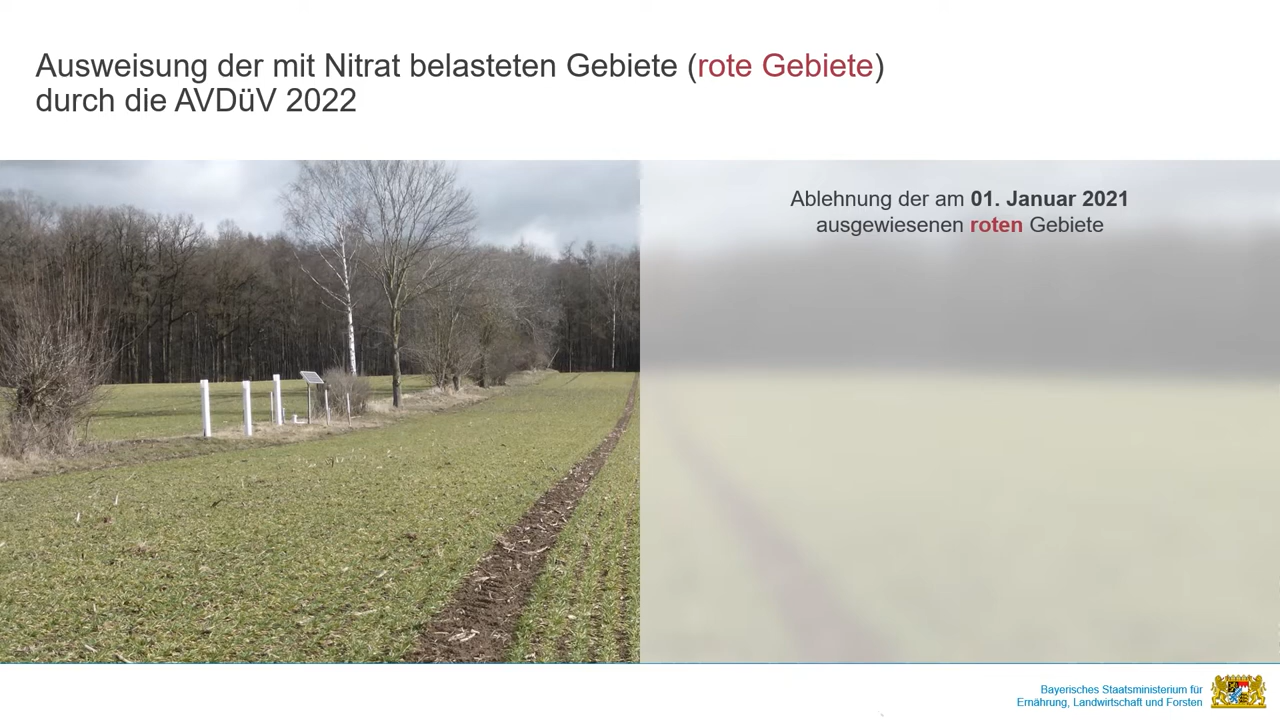 Ausweisung der mit Nitrat belasteten Gebiete (rote Gebiete)
durch die AVDüV 2022
Ablehnung der am 01. Januar 2021
ausgewiesenen roten Gebiete
Bayerisches Staatsministerium für
Ernährung, Landwirtschaft und Forsten